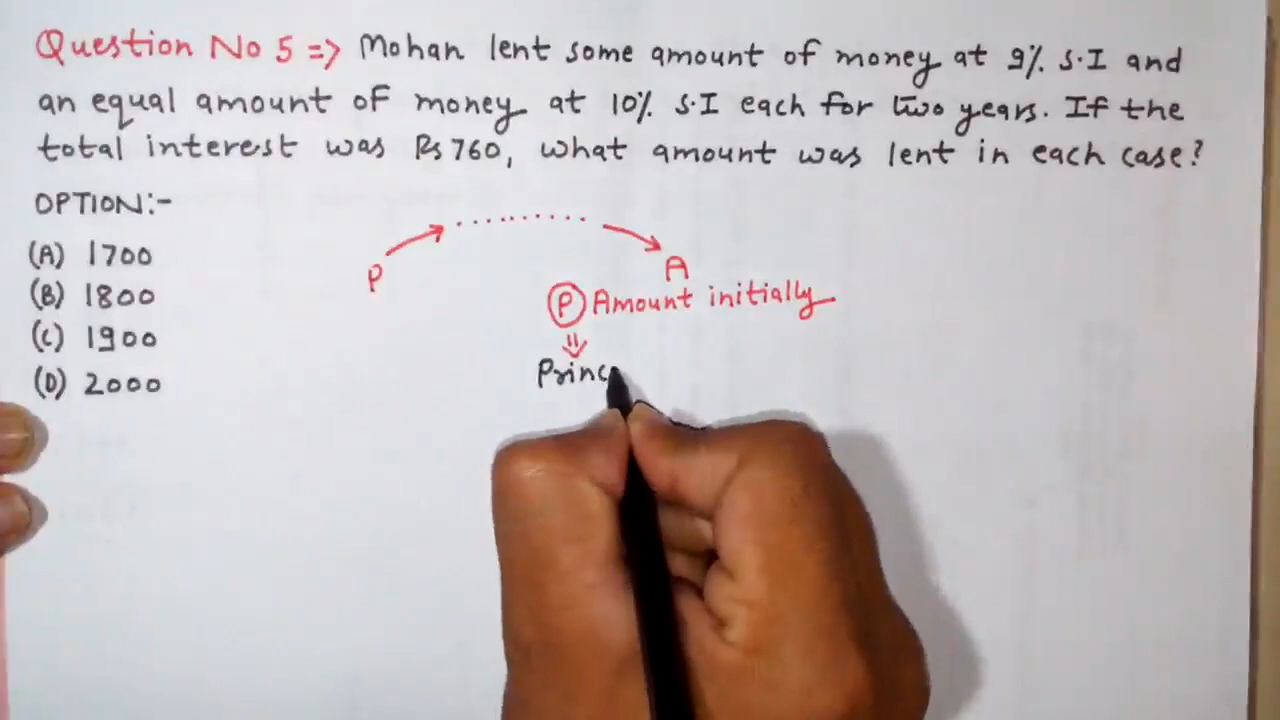 Question No 5 => Mohan lent some amount of money at 9% S.I and
an equal amount of money at 10% S.I each for two years. If the
total interest was Rs 760, what amount was lent in each case?
OPTION:-
(A) 1700
(B) 1800
(C) 1900
(D) 2000
P ......... A
P Amount initially
⇓
Princ